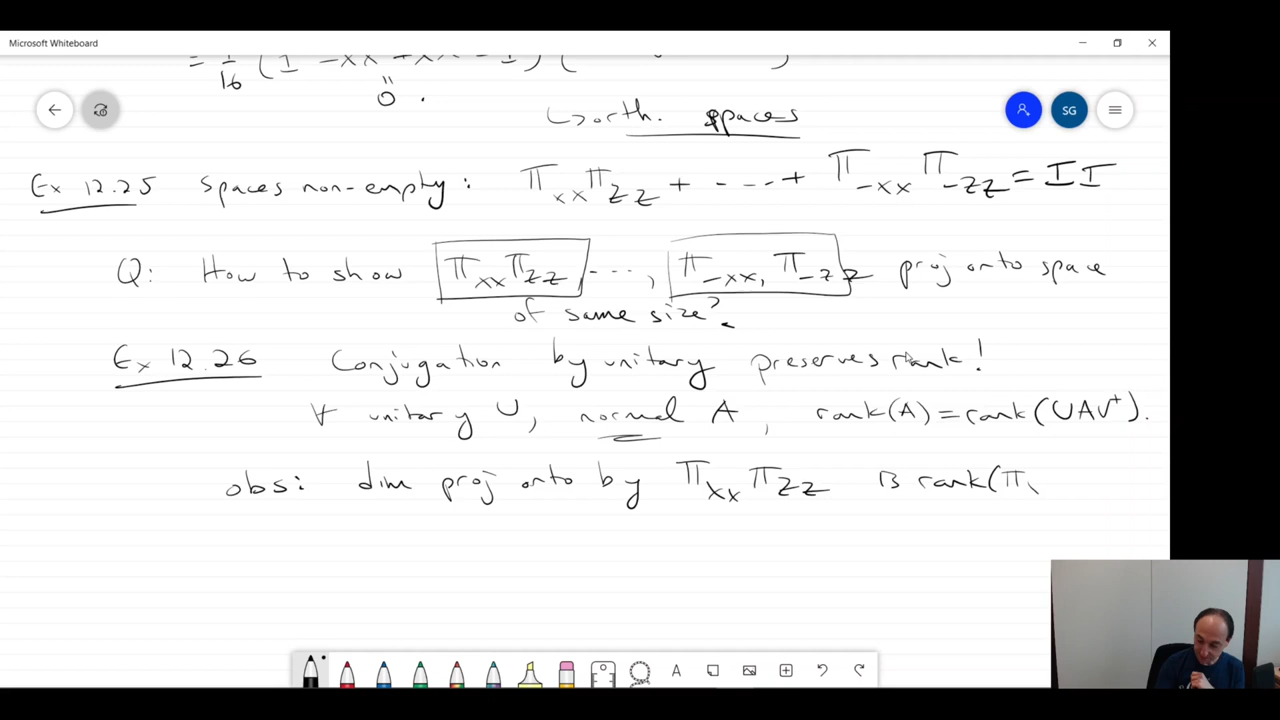 Microsoft Whiteboard
= 1/16 (I - XX + XX - I) (
" 0 .
SG
↳ orth. spaces
Ex 12.25 Spaces non-empty: Π_XX Π_ZZ + - --- + Π_-XX Π_-ZZ = II
Q: How to show Π_XX Π_ZZ, ..., Π_-XX, Π_-ZZ proj onto space
of same size?
Ex 12.26 Conjugation by unitary preserves rank!
∀ unitary U, normal A, rank(A) = rank(UAU†).
obs: dim proj onto by Π_XX Π_ZZ is rank(Π
A